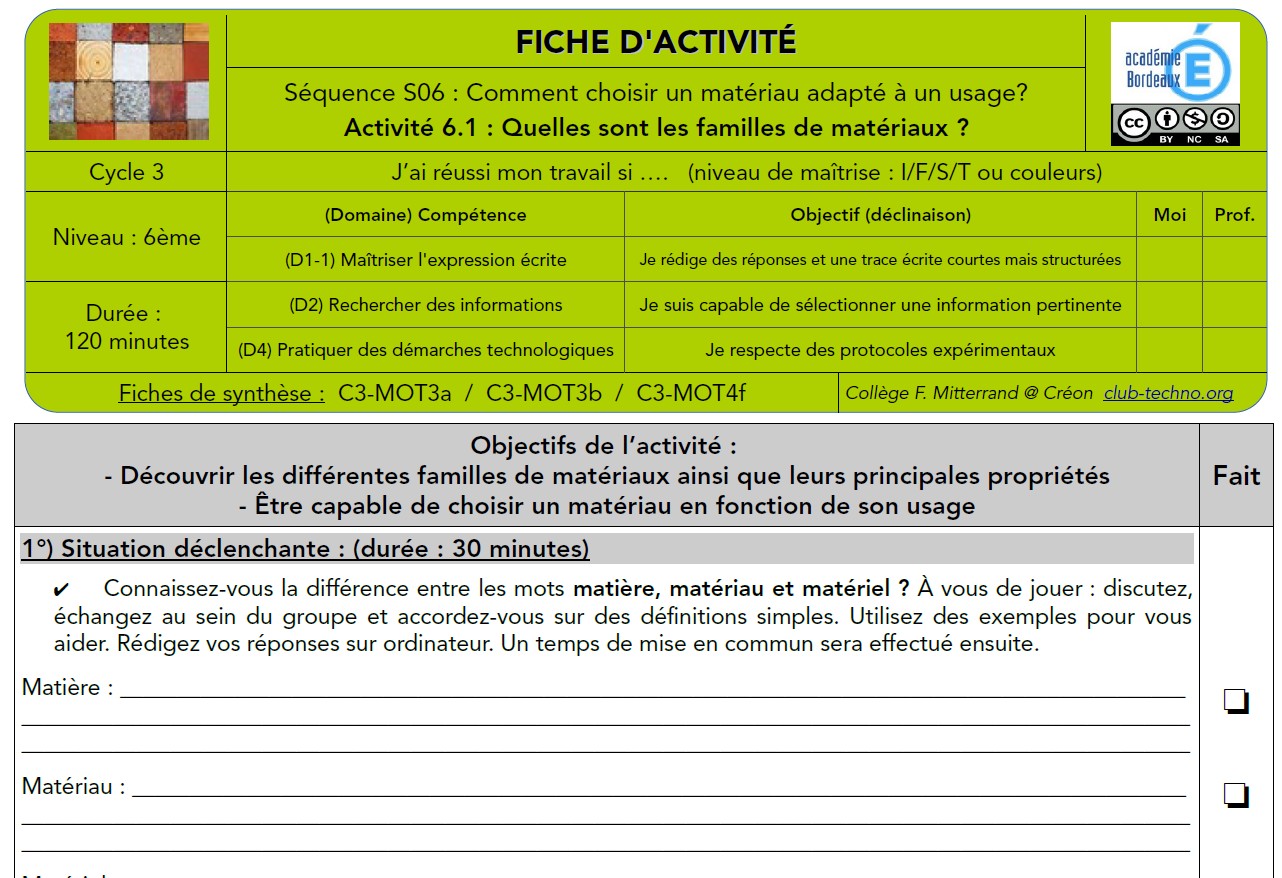 FICHE D'ACTIVITÉ
Séquence S06 : Comment choisir un matériau adapté à un usage?
Activité 6.1 : Quelles sont les familles de matériaux ?
académie
Bordeaux
cc
BY NC SA
Cycle 3
J'ai réussi mon travail si …. (niveau de maîtrise : I/F/S/T ou couleurs)
Niveau : 6ème
(Domaine) Compétence
Objectif (déclinaison)
Moi
Prof.
(D1-1) Maîtriser l'expression écrite
Je rédige des réponses et une trace écrite courtes mais structurées
Durée :
120 minutes
(D2) Rechercher des informations
Je suis capable de sélectionner une information pertinente
(D4) Pratiquer des démarches technologiques
Je respecte des protocoles expérimentaux
Fiches de synthèse : C3-MOT3a / C3-MOT3b / C3-MOT4f
Collège F. Mitterrand @ Créon club-techno.org
Objectifs de l'activité :
- Découvrir les différentes familles de matériaux ainsi que leurs principales propriétés
- Être capable de choisir un matériau en fonction de son usage
Fait
1°) Situation déclenchante : (durée : 30 minutes)
✔ Connaissez-vous la différence entre les mots matière, matériau et matériel ? À vous de jouer : discutez,
échangez au sein du groupe et accordez-vous sur des définitions simples. Utilisez des exemples pour vous
aider. Rédigez vos réponses sur ordinateur. Un temps de mise en commun sera effectué ensuite.
Matière :
Matériau :